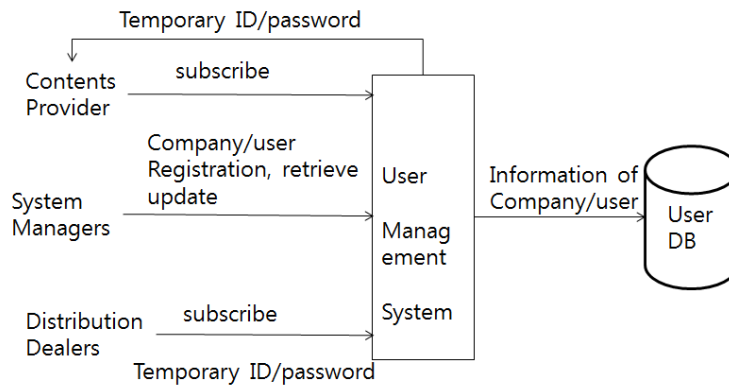 Temporary ID/password
Contents
Provider
subscribe
Company/user
Registration, retrieve
update
System
Managers
User
Manag
ement
System
Information of
Company/user
User
DB
Distribution
Dealers
subscribe
Temporary ID/password